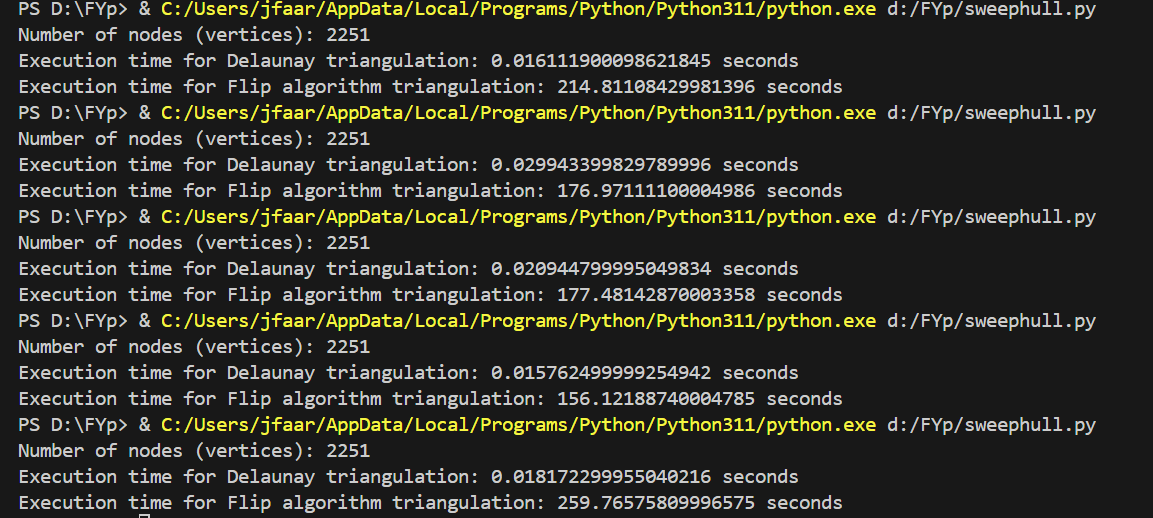 PS D:\FYp> & C:/Users/jfaar/AppData/Local/Programs/Python/Python311/python.exe d:/FYp/sweephull.py
Number of nodes (vertices): 2251
Execution time for Delaunay triangulation: 0.016111900098621845 seconds
Execution time for Flip algorithm triangulation: 214.81108429981396 seconds
PS D:\FYp> & C:/Users/jfaar/AppData/Local/Programs/Python/Python311/python.exe d:/FYp/sweephull.py
Number of nodes (vertices): 2251
Execution time for Delaunay triangulation: 0.029943399829789996 seconds
Execution time for Flip algorithm triangulation: 176.97111100004986 seconds
PS D:\FYp> & C:/Users/jfaar/AppData/Local/Programs/Python/Python311/python.exe d:/FYp/sweephull.py
Number of nodes (vertices): 2251
Execution time for Delaunay triangulation: 0.020944799995049834 seconds
Execution time for Flip algorithm triangulation: 177.48142870003358 seconds
PS D:\FYp> & C:/Users/jfaar/AppData/Local/Programs/Python/Python311/python.exe d:/FYp/sweephull.py
Number of nodes (vertices): 2251
Execution time for Delaunay triangulation: 0.015762499999254942 seconds
Execution time for Flip algorithm triangulation: 156.12188740004785 seconds
PS D:\FYp> & C:/Users/jfaar/AppData/Local/Programs/Python/Python311/python.exe d:/FYp/sweephull.py
Number of nodes (vertices): 2251
Execution time for Delaunay triangulation: 0.018172299955040216 seconds
Execution time for Flip algorithm triangulation: 259.76575809996575 seconds